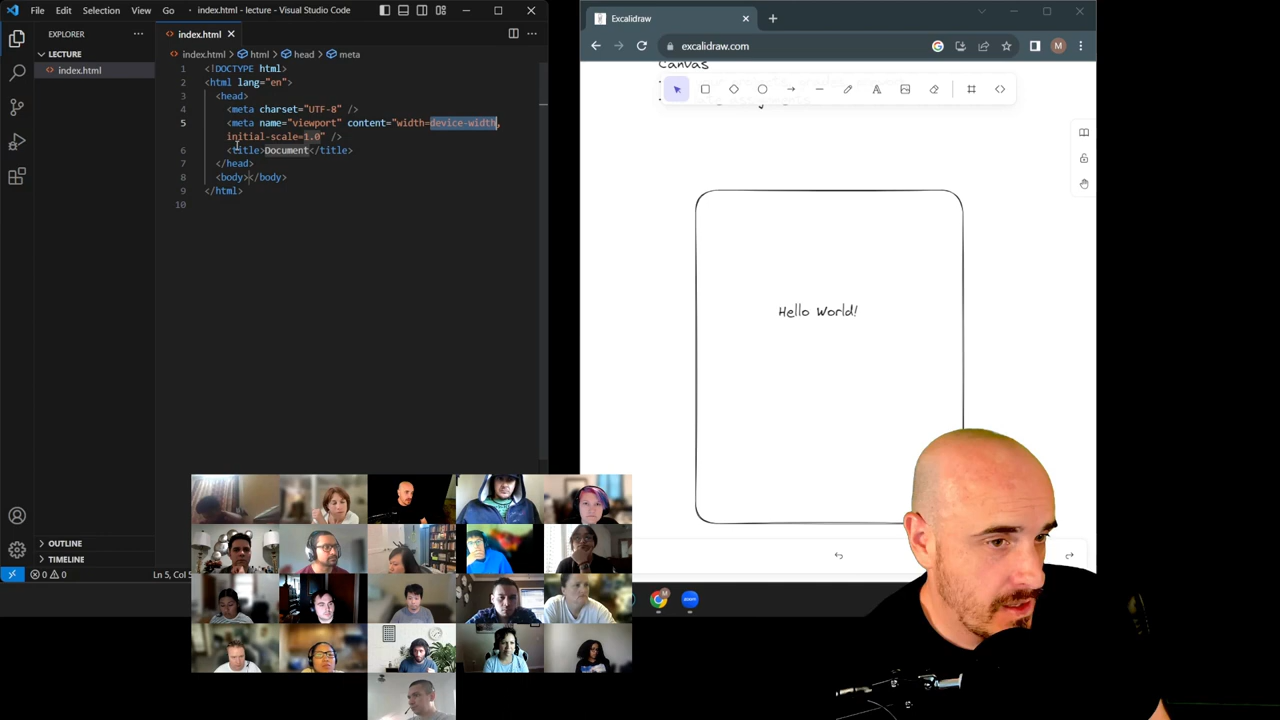 File Edit Selection View Go
index.html - lecture - Visual Studio Code
EXPLORER
LECTURE
index.html
index.html
index.html html head meta
1 <!DOCTYPE html>
2 <html lang="en">
3 <head>
4 <meta charset="UTF-8" />
5 <meta name="viewport" content="width=device-width,
initial-scale=1.0" />
6 <title>Document</title>
7 </head>
8 <body></body>
9 </html>
10
OUTLINE
TIMELINE
0 0
Ln 5, Col 5
Excalidraw
excalidraw.com
M
Canvas
Hello World!
M
zoom